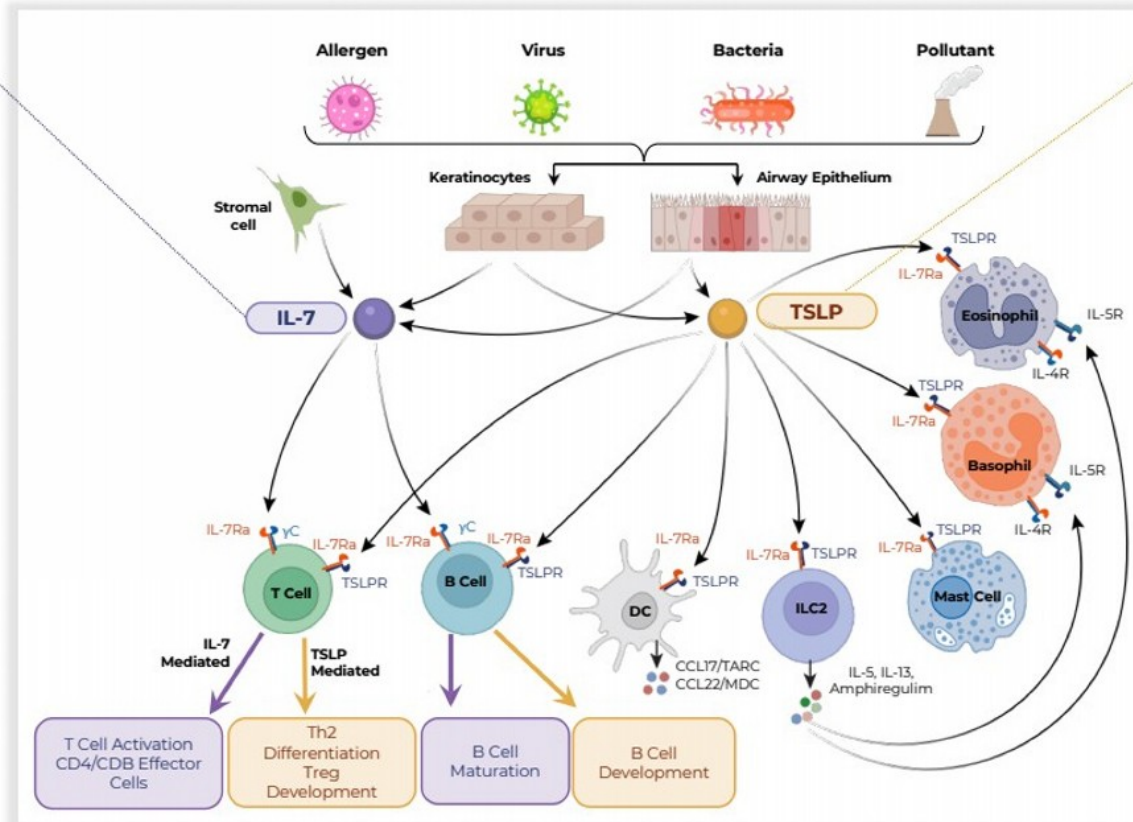 Allergen
Virus
Bacteria
Pollutant
Keratinocytes
Airway Epithelium
Stromal
cell
IL-7
TSLP
TSLPR
IL-7Ra
Eosinophil
IL-5R
IL-4R
TSLPR
IL-7Ra
Basophil
IL-5R
IL-4R
IL-7Ra
γC
IL-7Ra
TSLPR
T Cell
IL-7Ra
γC
IL-7Ra
TSLPR
B Cell
IL-7Ra
TSLPR
DC
IL-7Ra
TSLPR
ILC2
TSLPR
IL-7Ra
Mast Cell
IL-7
Mediated
TSLP
Mediated
CCL17/TARC
CCL22/MDC
IL-5, IL-13,
Amphiregulim
T Cell Activation
CD4/CDB Effector
Cells
Th2
Differentiation
Treg
Development
B Cell
Maturation
B Cell
Development